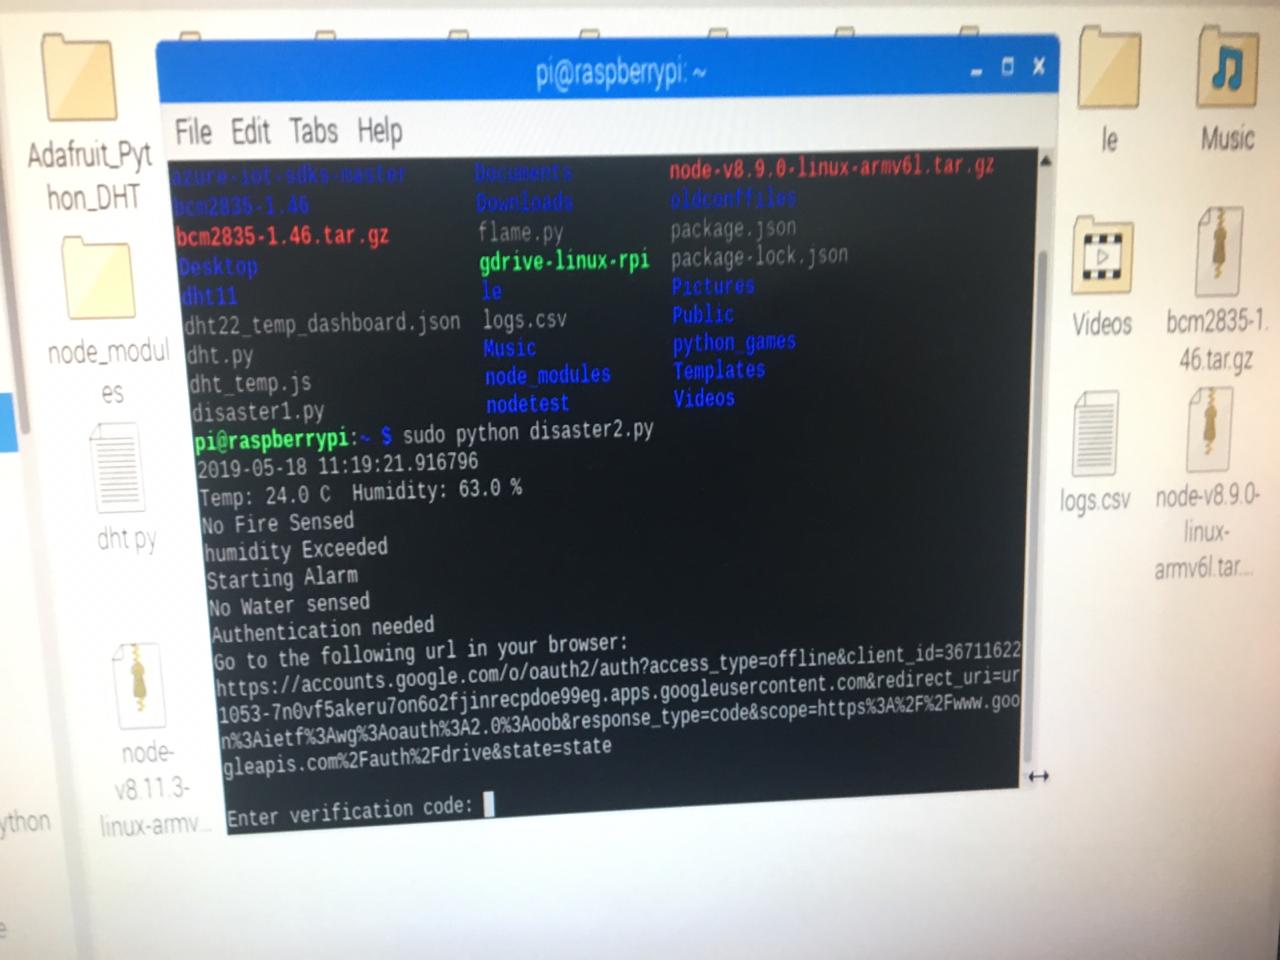 pi@raspberrypi: ~
File Edit Tabs Help
azure-iot-sdks-master Documents node-v8.9.0-linux-armv6l.tar.gz
bcm2835-1.46 Downloads oldconffiles
bcm2835-1.46.tar.gz flame.py package.json
Desktop gdrive-linux-rpi package-lock.json
dht11 le Pictures
dht22_temp_dashboard.json logs.csv Public
dht.py Music python_games
dht_temp.js node_modules Templates
disaster1.py nodetest Videos
pi@raspberrypi:~ $ sudo python disaster2.py
2019-05-18 11:19:21.916796
Temp: 24.0 C Humidity: 63.0 %
No Fire Sensed
humidity Exceeded
Starting Alarm
No Water sensed
Authentication needed
Go to the following url in your browser:
https://accounts.google.com/o/oauth2/auth?access_type=offline&client_id=36711622
1053-7n0vf5akeru7on6o2fjinrecpdoe99eg.apps.googleusercontent.com&redirect_uri=ur
n%3Aietf%3Awg%3Aoauth%3A2.0%3Aoob&response_type=code&scope=https%3A%2F%2Fwww.goo
gleapis.com%2Fauth%2Fdrive&state=state
Enter verification code:
Adafruit_Pyt
hon_DHT
node_modul
es
dht.py
node-
v8.11.3-
linux-armv...
ython
le
Music
Videos
bcm2835-1.
46.tar.gz
logs.csv
node-v8.9.0-
linux-
armv6l.tar....